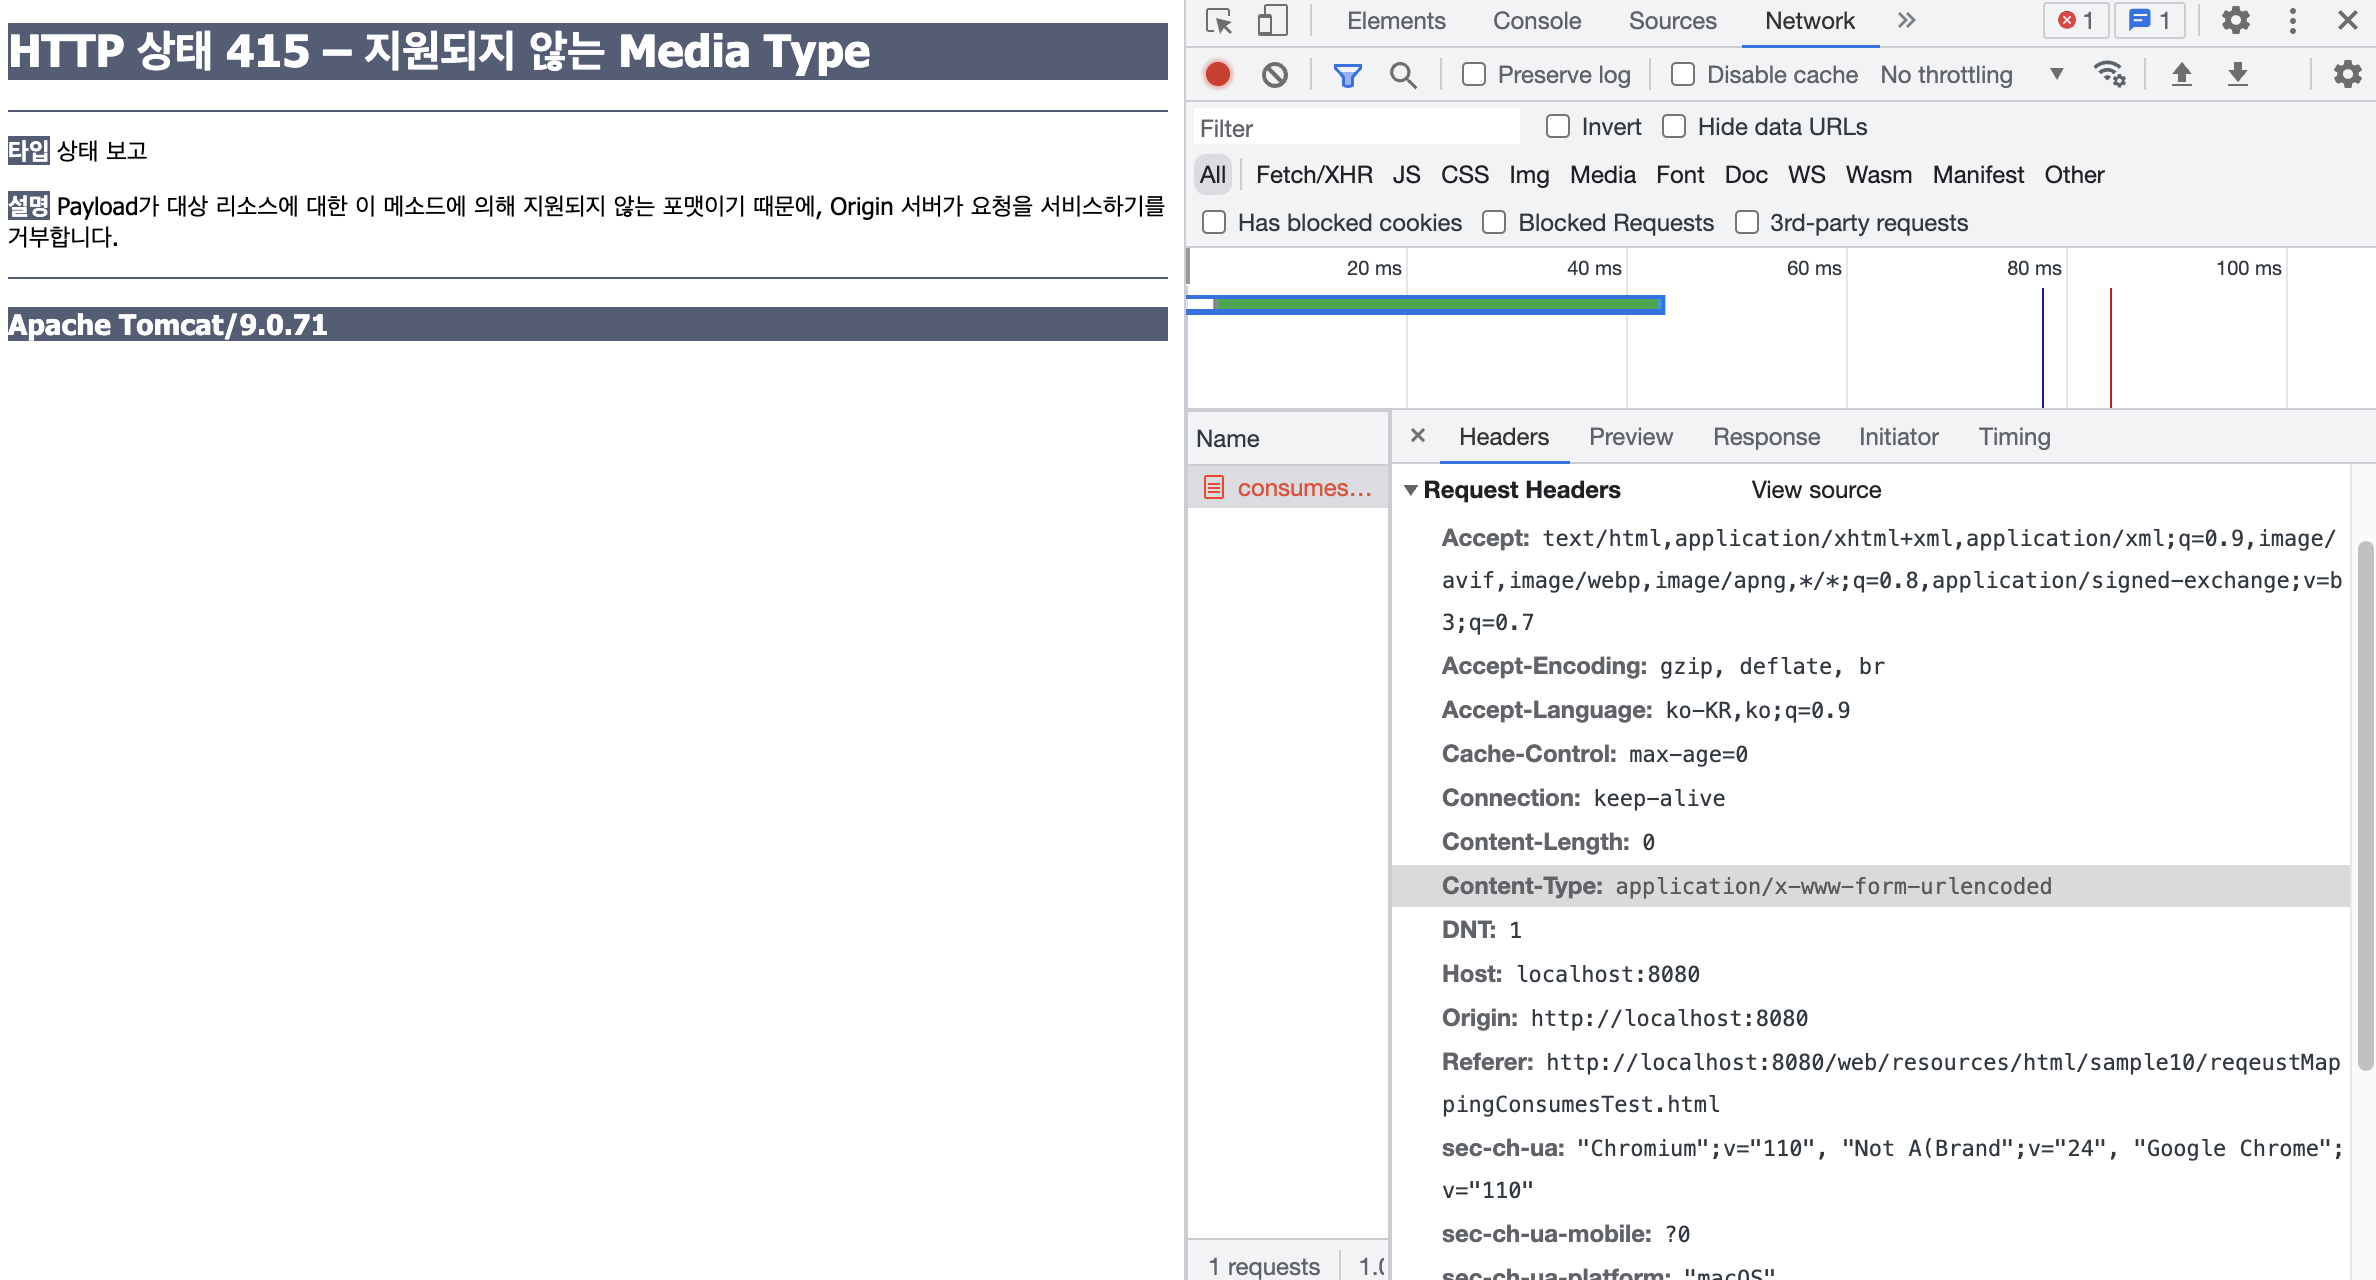 HTTP 상태 415 – 지원되지 않는 Media Type
타입 상태 보고
설명 Payload가 대상 리소스에 대한 이 메소드에 의해 지원되지 않는 포맷이기 때문에, Origin 서버가 요청을 서비스하기를
거부합니다.
Apache Tomcat/9.0.71
Elements Console Sources Network 1 1
Preserve log Disable cache No throttling
Filter Invert Hide data URLs
All Fetch/XHR JS CSS Img Media Font Doc WS Wasm Manifest Other
Has blocked cookies Blocked Requests 3rd-party requests
20 ms 40 ms 60 ms 80 ms 100 ms
Name
consumes...
1 requests 1.0
Headers Preview Response Initiator Timing
Request Headers View source
Accept: text/html,application/xhtml+xml,application/xml;q=0.9,image/
avif,image/webp,image/apng,*/*;q=0.8,application/signed-exchange;v=b
3;q=0.7
Accept-Encoding: gzip, deflate, br
Accept-Language: ko-KR,ko;q=0.9
Cache-Control: max-age=0
Connection: keep-alive
Content-Length: 0
Content-Type: application/x-www-form-urlencoded
DNT: 1
Host: localhost:8080
Origin: http://localhost:8080
Referer: http://localhost:8080/web/resources/html/sample10/reqeustMap
pingConsumesTest.html
sec-ch-ua: "Chromium";v="110", "Not A(Brand";v="24", "Google Chrome";
v="110"
sec-ch-ua-mobile: ?0
sec-ch-ua-platform: "macOS"